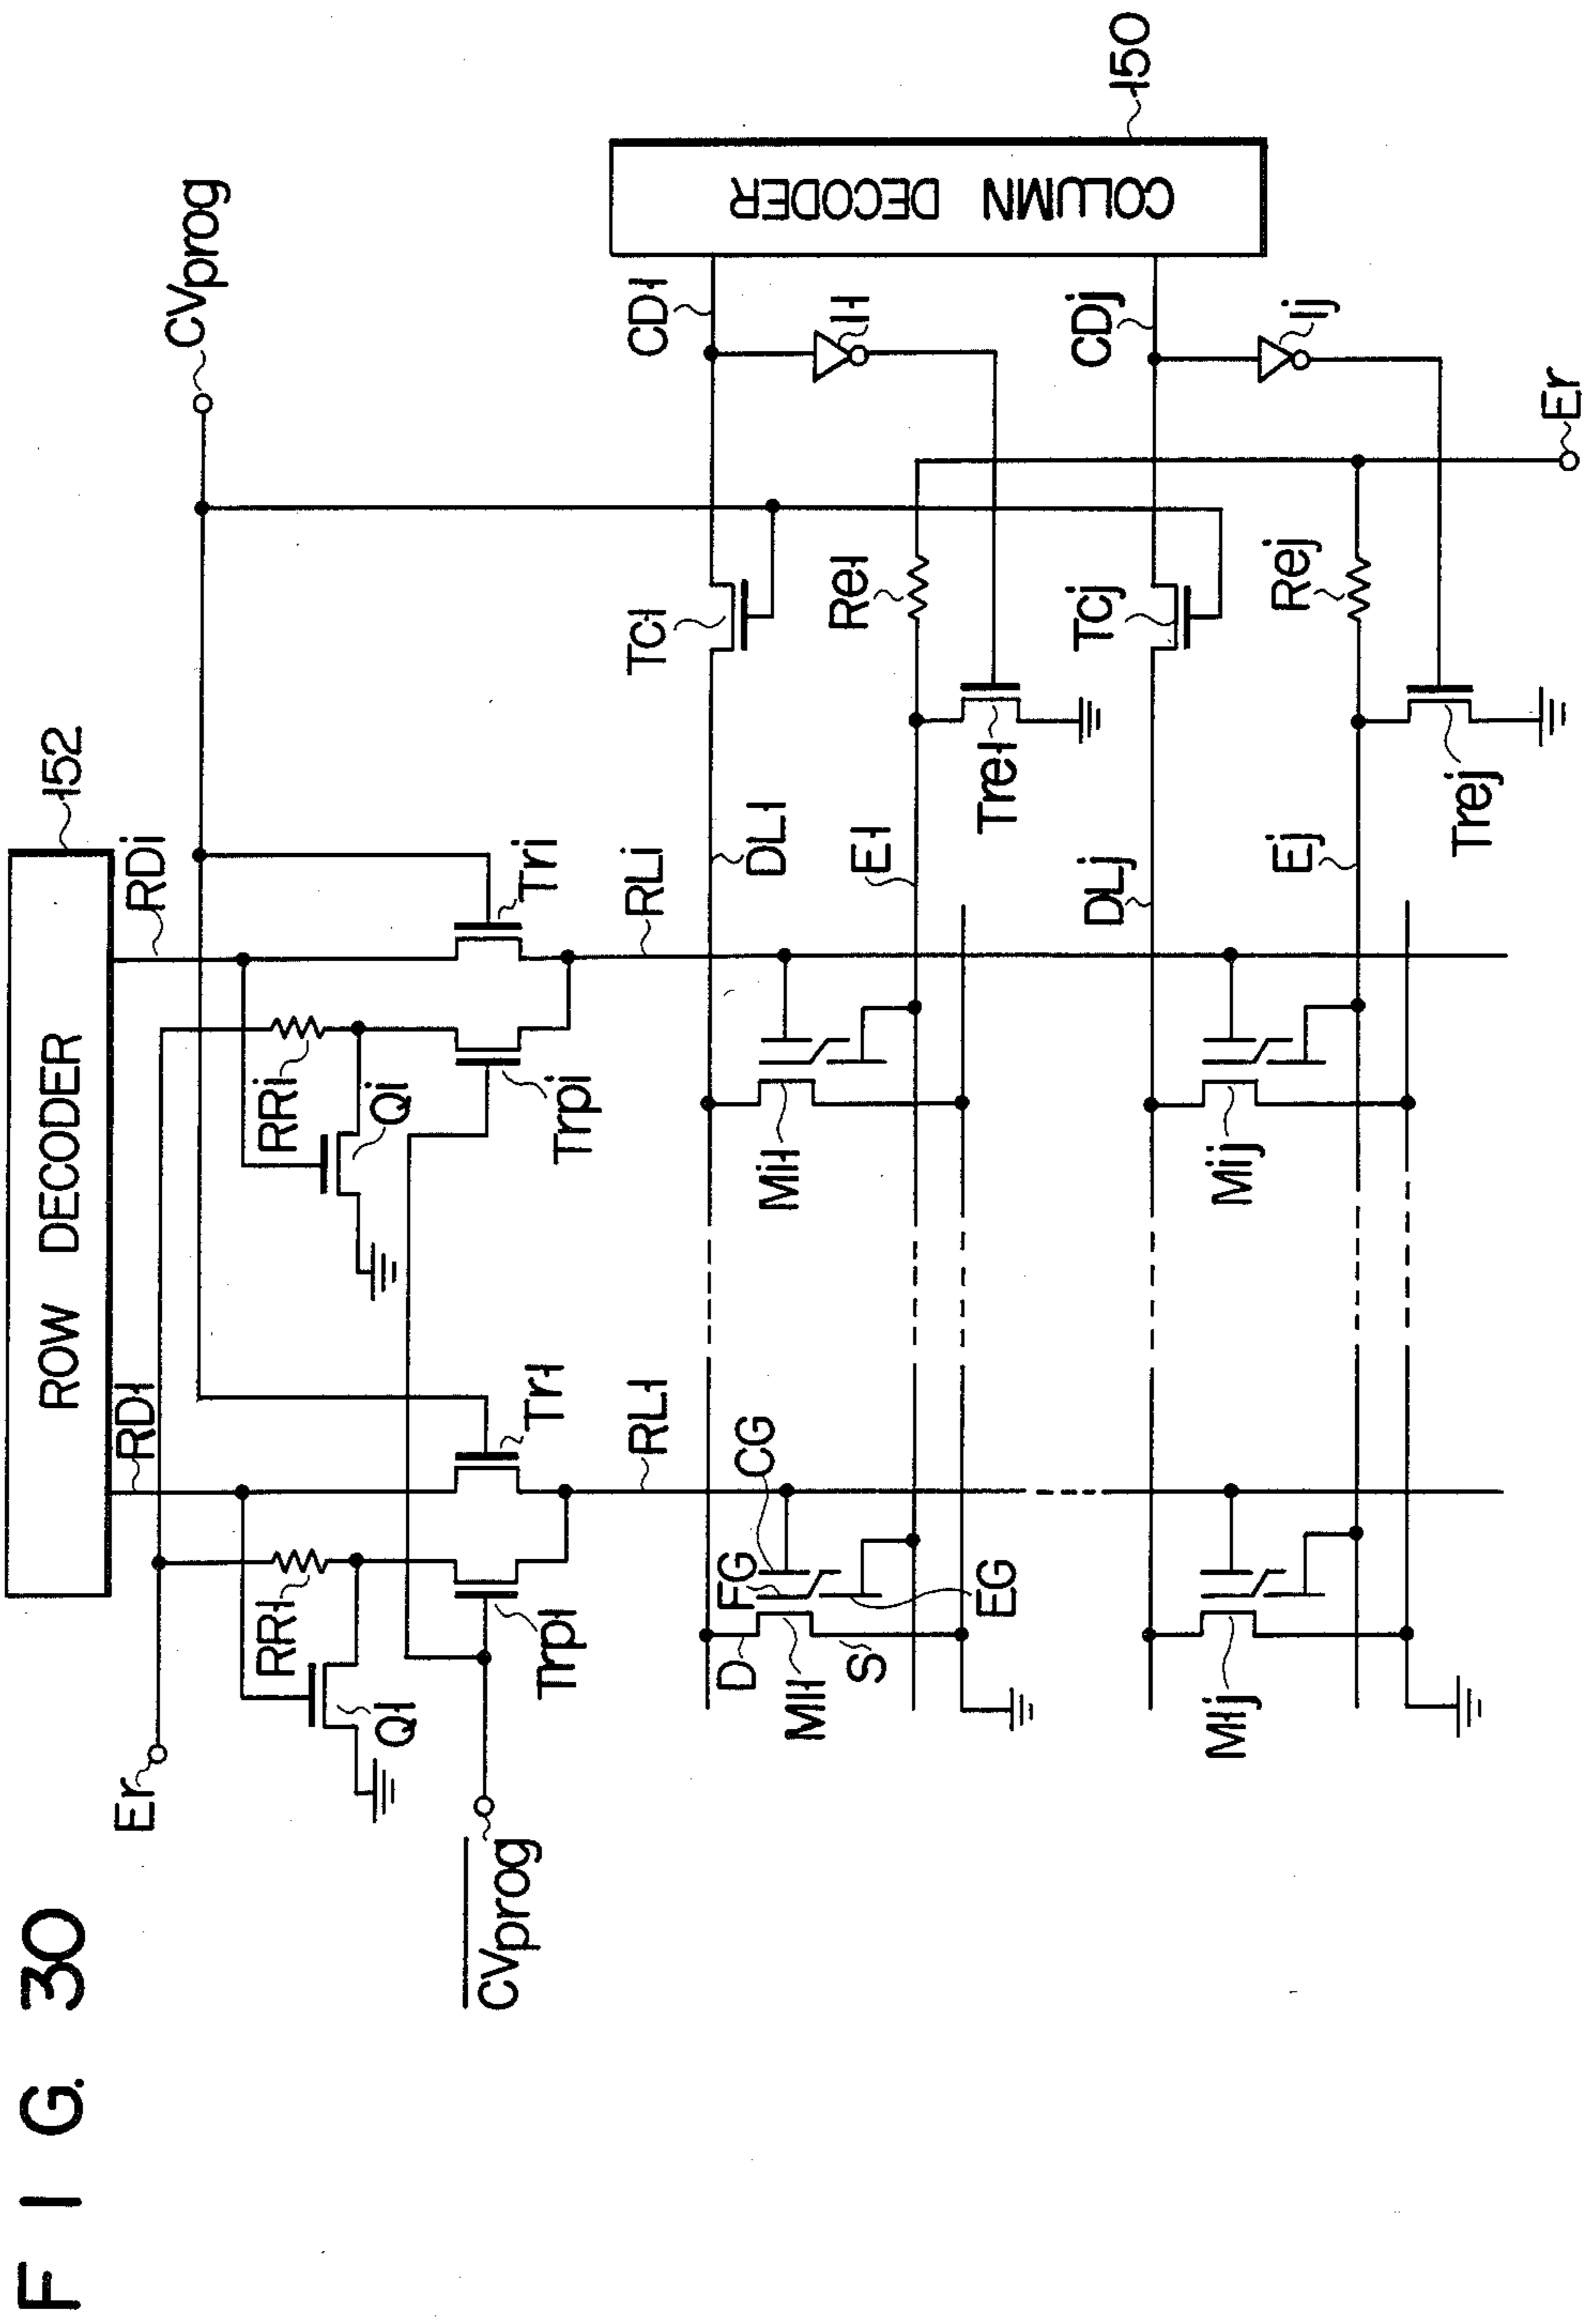 FIG. 30
ROW DECODER
152
RD1
RDi
Er
CVprog
CVprog
RR1
RRi
Q1
Qi
Tr1
Tri
Trp1
Trpi
RL1
RLi
COLUMN DECODER
150
CD1
CDj
I1
Ij
Tc1
Tcj
DL1
DLj
Re1
Rej
Er
E1
Ej
Tre1
Trej
CG
FG
EG
D
S
M11
Mi1
M1j
Mij